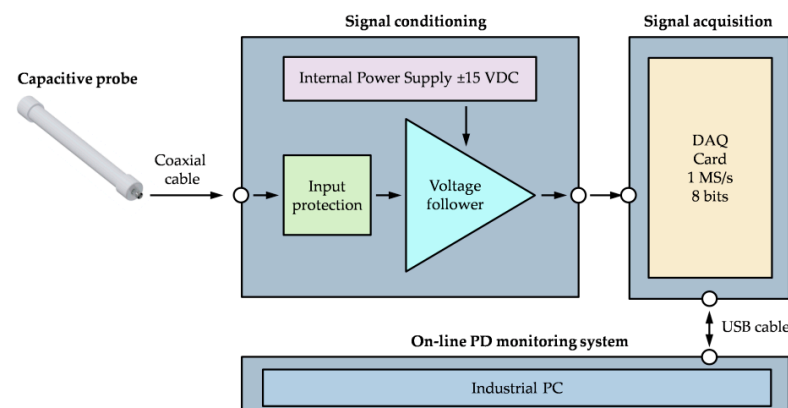 Signal conditioning
Signal acquisition
Capacitive probe
Internal Power Supply ±15 VDC
Coaxial
cable
Input
protection
Voltage
follower
DAQ
Card
1 MS/s
8 bits
USB cable
On-line PD monitoring system
Industrial PC